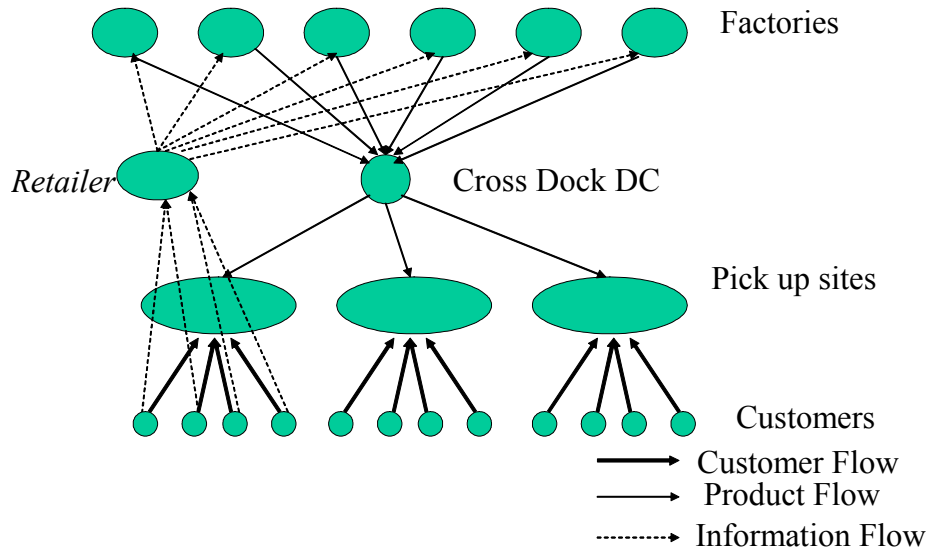 Factories
Retailer
Cross Dock DC
Pick up sites
Customers
Customer Flow
Product Flow
Information Flow